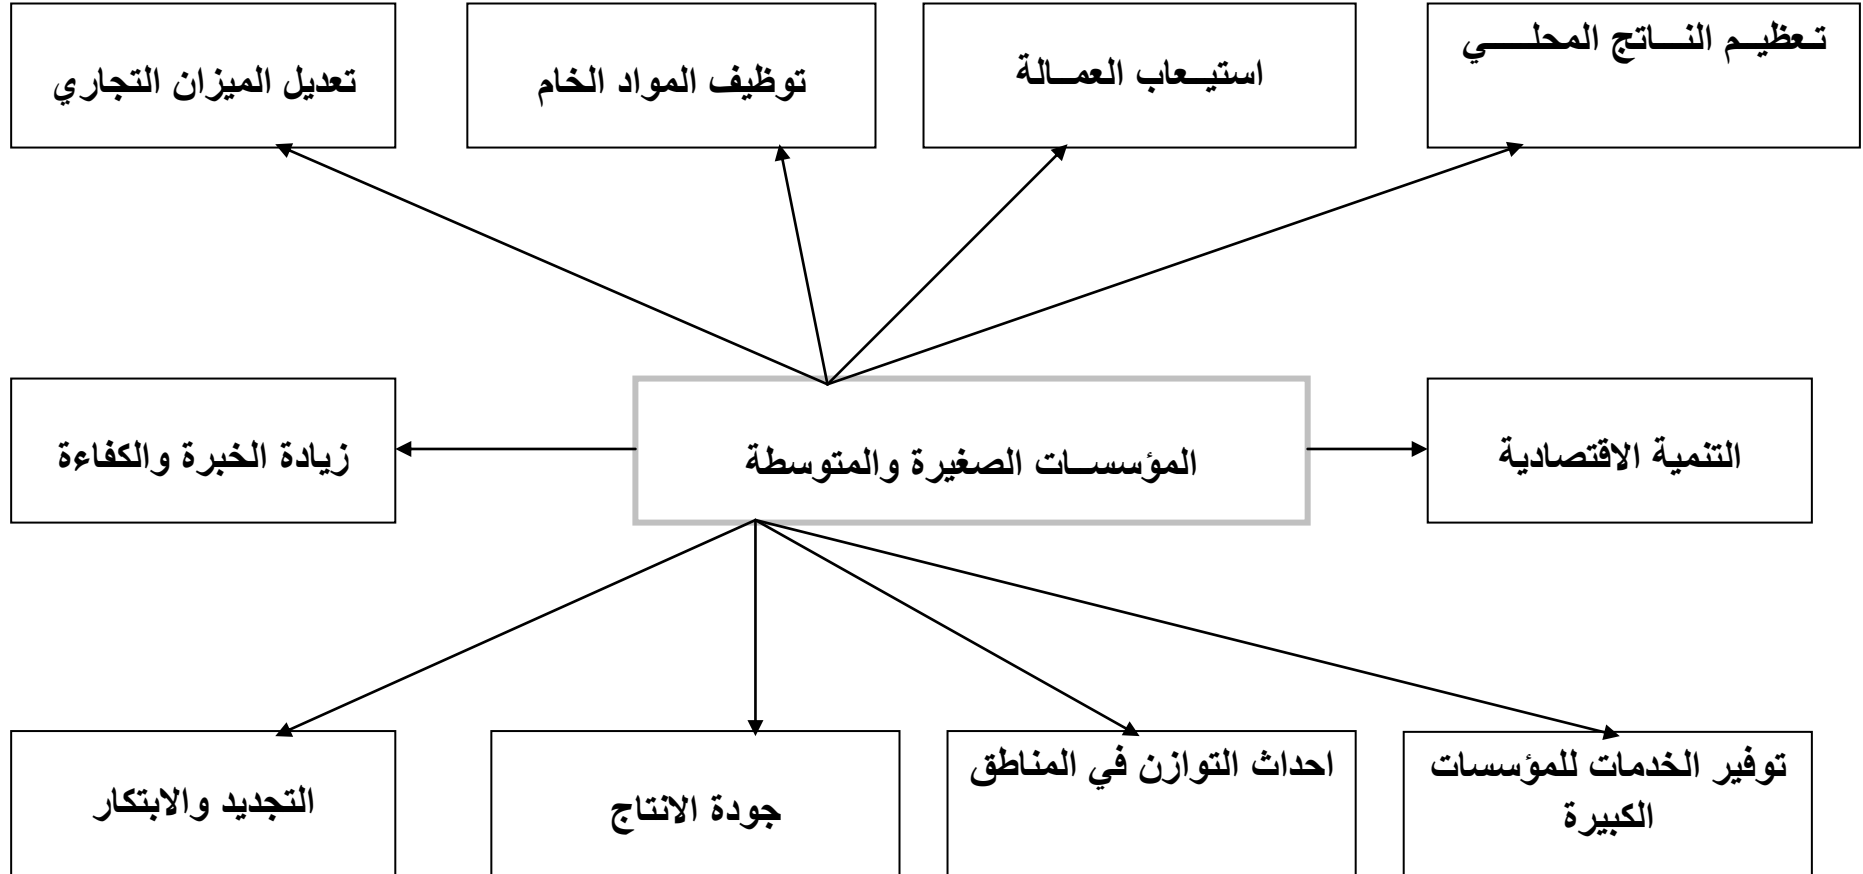 تعظيم الناتج المحلي
استيعاب العمالة
توظيف المواد الخام
تعديل الميزان التجاري
التنمية الاقتصادية
المؤسسات الصغيرة والمتوسطة
زيادة الخبرة والكفاءة
توفير الخدمات للمؤسسات
الكبيرة
احداث التوازن في المناطق
جودة الانتاج
التجديد والابتكار